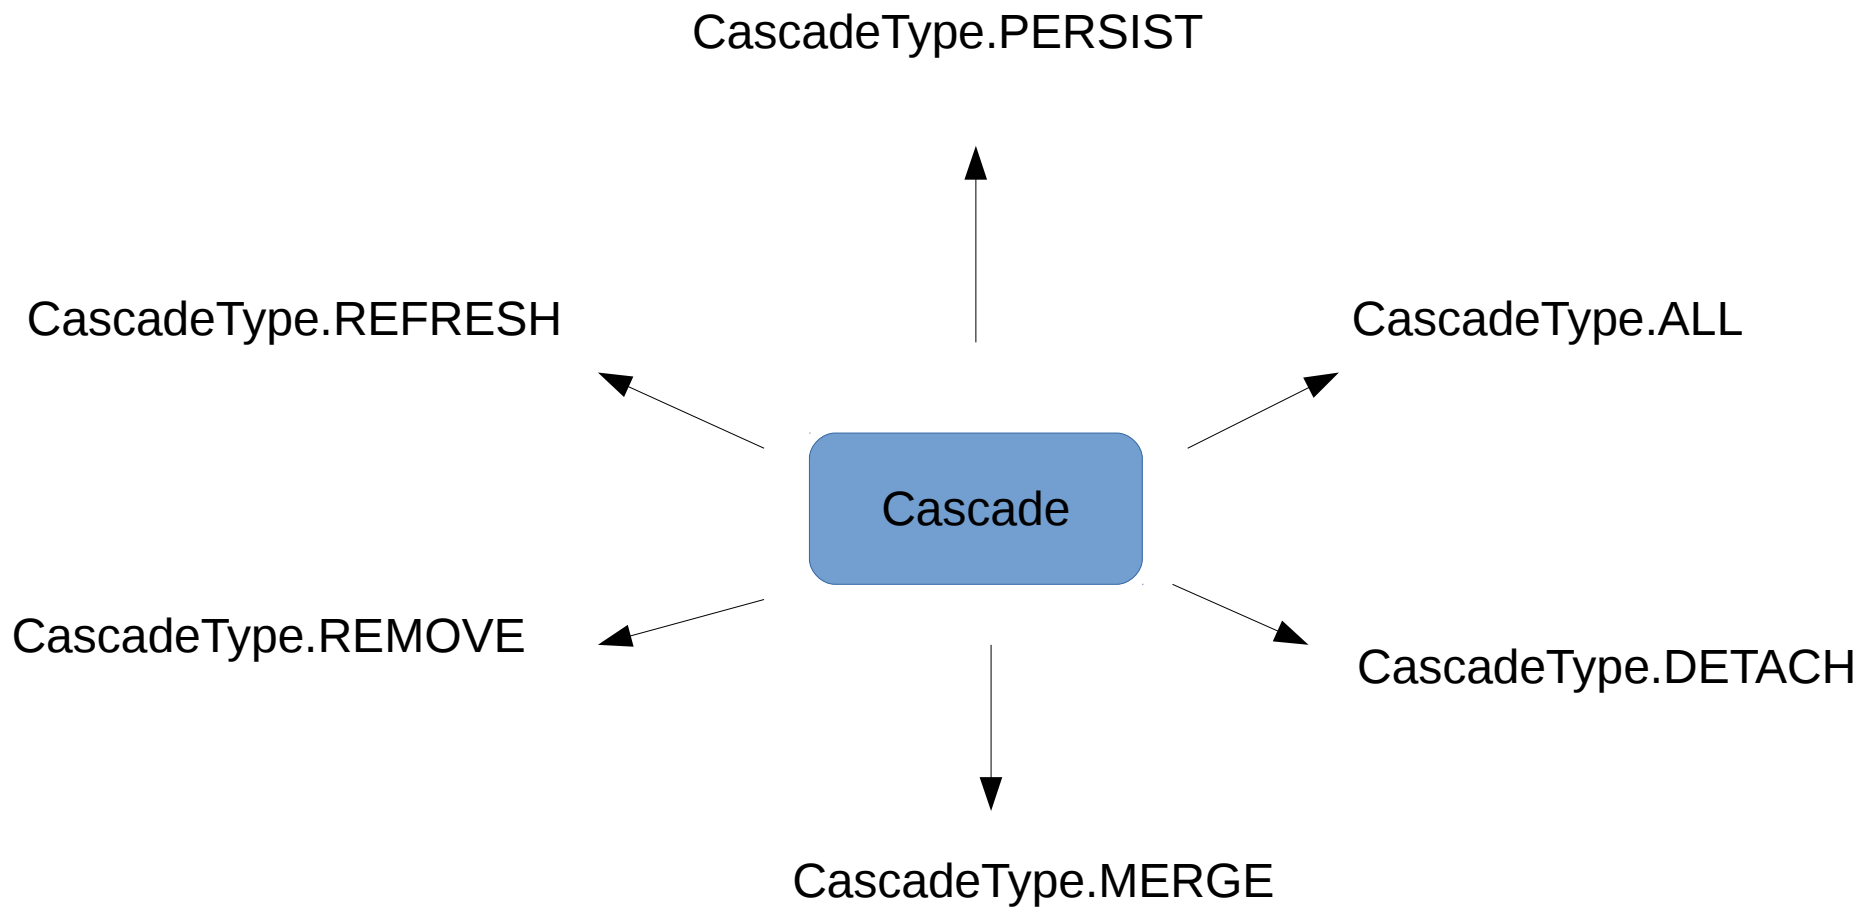 CascadeType.PERSIST
CascadeType.REFRESH
CascadeType.ALL
Cascade
CascadeType.REMOVE
CascadeType.DETACH
CascadeType.MERGE